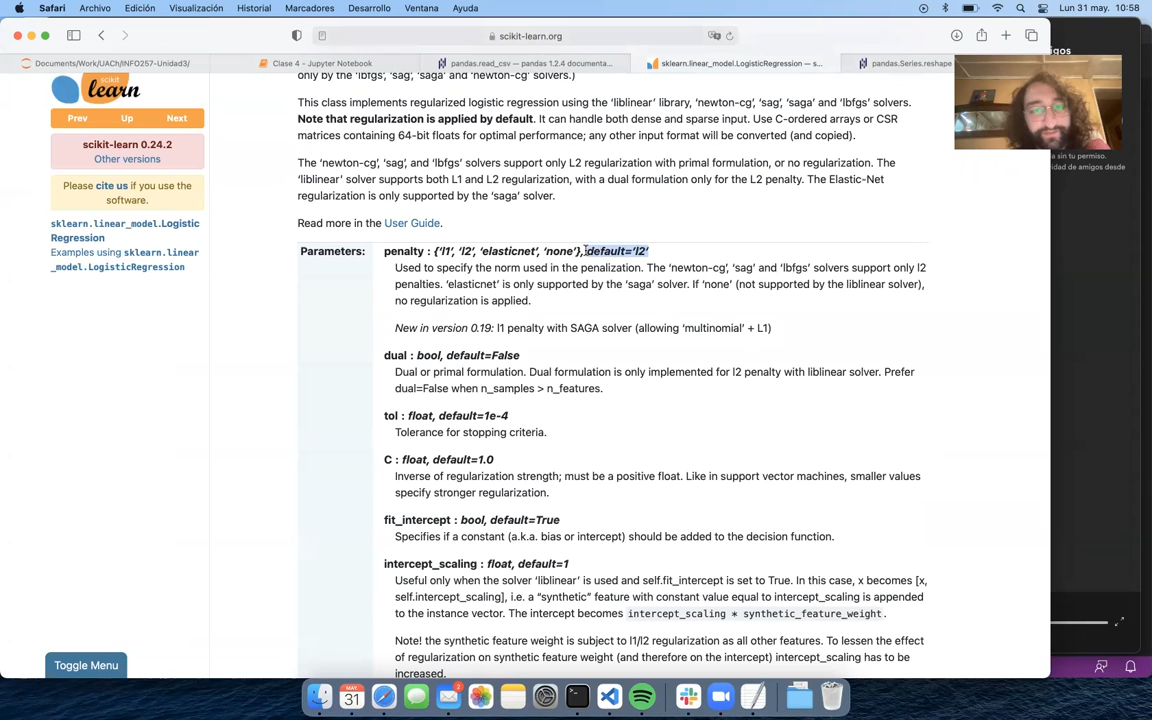 Safari Archivo Edición Visualización Historial Marcadores Desarrollo Ventana Ayuda Lun 31 may. 10:58
scikit-learn.org
Documents/Work/UACh/INFO257-Unidad3/ Clase 4 - Jupyter Notebook pandas.read_csv — pandas 1.2.4 documenta... sklearn.linear_model.LogisticRegression — s... pandas.Series.reshape
igos
a sin tu permiso.
vidad de amigos desde
scikit
learn
Prev Up Next
scikit-learn 0.24.2
Other versions
Please cite us if you use the
software.
sklearn.linear_model.Logistic
Regression
Examples using sklearn.linear
_model.LogisticRegression
Toggle Menu
only by the 'lbfgs', 'sag', 'saga' and 'newton-cg' solvers.)
This class implements regularized logistic regression using the 'liblinear' library, 'newton-cg', 'sag', 'saga' and 'lbfgs' solvers.
Note that regularization is applied by default. It can handle both dense and sparse input. Use C-ordered arrays or CSR
matrices containing 64-bit floats for optimal performance; any other input format will be converted (and copied).
The 'newton-cg', 'sag', and 'lbfgs' solvers support only L2 regularization with primal formulation, or no regularization. The
'liblinear' solver supports both L1 and L2 regularization, with a dual formulation only for the L2 penalty. The Elastic-Net
regularization is only supported by the 'saga' solver.
Read more in the User Guide.
Parameters: penalty : {'l1', 'l2', 'elasticnet', 'none'}, default='l2'
Used to specify the norm used in the penalization. The 'newton-cg', 'sag' and 'lbfgs' solvers support only l2
penalties. 'elasticnet' is only supported by the 'saga' solver. If 'none' (not supported by the liblinear solver),
no regularization is applied.
New in version 0.19: l1 penalty with SAGA solver (allowing 'multinomial' + L1)
dual : bool, default=False
Dual or primal formulation. Dual formulation is only implemented for l2 penalty with liblinear solver. Prefer
dual=False when n_samples > n_features.
tol : float, default=1e-4
Tolerance for stopping criteria.
C : float, default=1.0
Inverse of regularization strength; must be a positive float. Like in support vector machines, smaller values
specify stronger regularization.
fit_intercept : bool, default=True
Specifies if a constant (a.k.a. bias or intercept) should be added to the decision function.
intercept_scaling : float, default=1
Useful only when the solver 'liblinear' is used and self.fit_intercept is set to True. In this case, x becomes [x,
self.intercept_scaling], i.e. a "synthetic" feature with constant value equal to intercept_scaling is appended
to the instance vector. The intercept becomes intercept_scaling * synthetic_feature_weight.
Note! the synthetic feature weight is subject to l1/l2 regularization as all other features. To lessen the effect
of regularization on synthetic feature weight (and therefore on the intercept) intercept_scaling has to be
increased.
MAY.
31
2